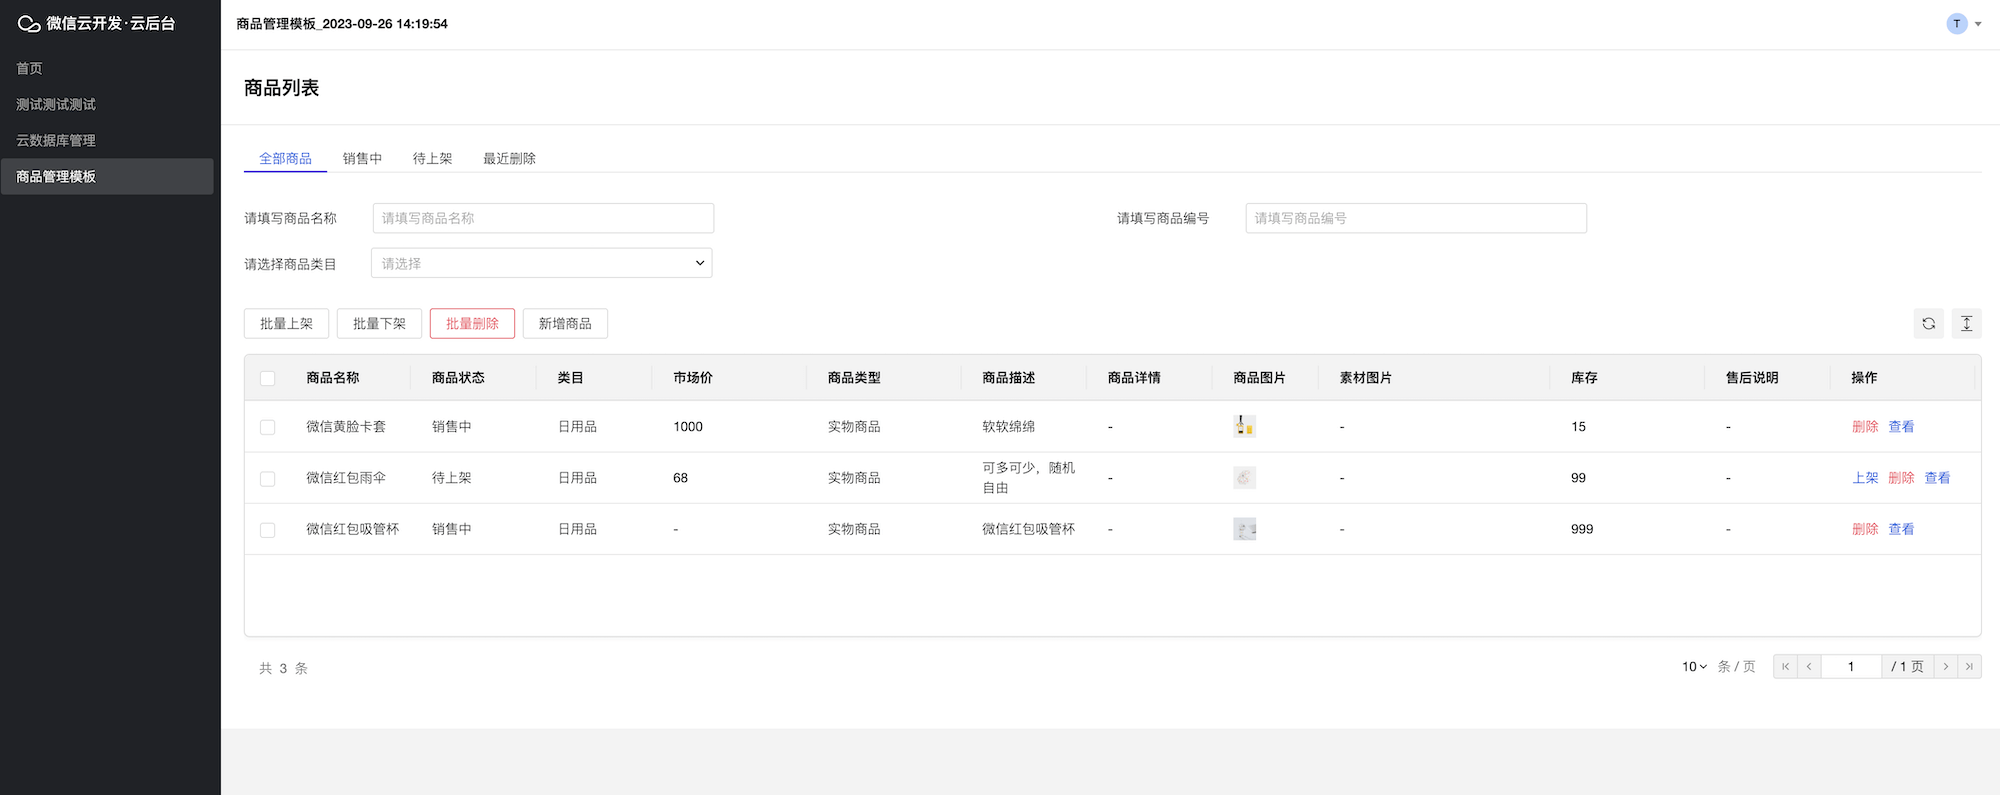 微信云开发·云后台
首页
测试测试测试
云数据库管理
商品管理模板
商品管理模板_2023-09-26 14:19:54
T
商品列表
全部商品 销售中 待上架 最近删除
请填写商品名称 请填写商品名称 请填写商品编号 请填写商品编号
请选择商品类目 请选择
批量上架 批量下架 批量删除 新增商品
商品名称 商品状态 类目 市场价 商品类型 商品描述 商品详情 商品图片 素材图片 库存 售后说明 操作
微信黄脸卡套 销售中 日用品 1000 实物商品 软软绵绵 - - 15 - 删除 查看
微信红包雨伞 待上架 日用品 68 实物商品 可多可少，随机自由 - - 99 - 上架 删除 查看
微信红包吸管杯 销售中 日用品 - 实物商品 微信红包吸管杯 - - 999 - 删除 查看
共 3 条 10 条 / 页 1 / 1 页